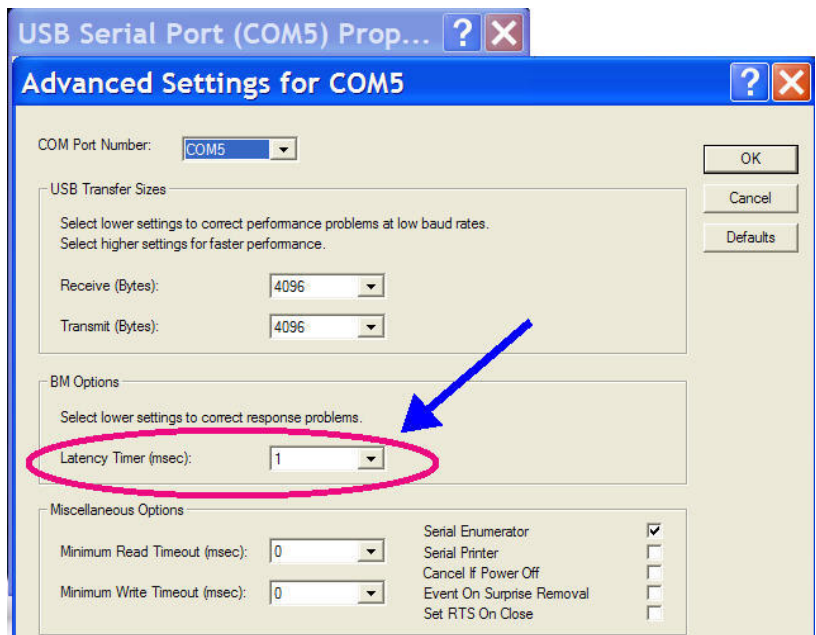 USB Serial Port (COM5) Prop...
Advanced Settings for COM5
COM Port Number: COM5
OK
USB Transfer Sizes
Cancel
Select lower settings to correct performance problems at low baud rates.
Defaults
Select higher settings for faster performance.
Receive (Bytes): 4096
Transmit (Bytes): 4096
BM Options
Select lower settings to correct response problems.
Latency Timer (msec): 1
Miscellaneous Options
Minimum Read Timeout (msec): 0
Minimum Write Timeout (msec): 0
Serial Enumerator
Serial Printer
Cancel If Power Off
Event On Surprise Removal
Set RTS On Close